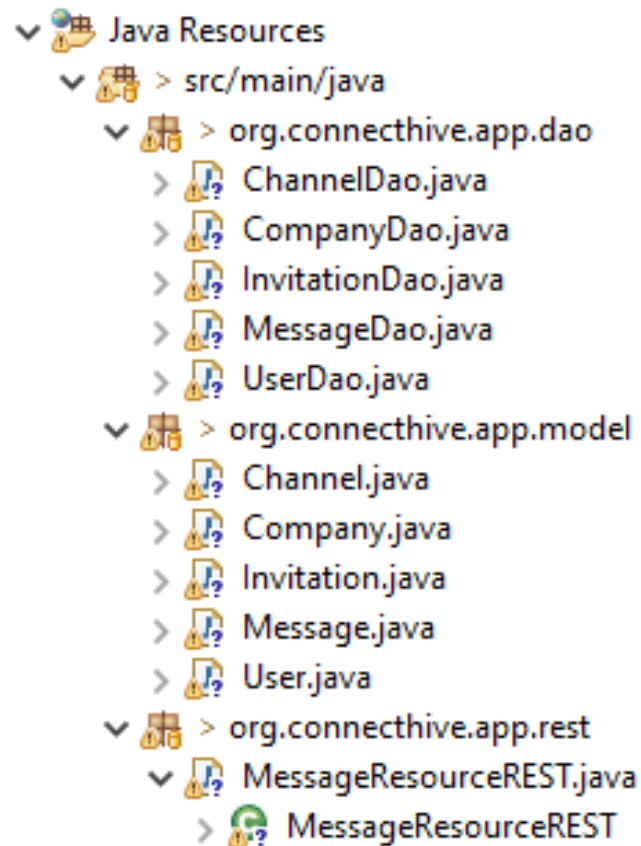 Java Resources
> src/main/java
> org.connecthive.app.dao
ChannelDao.java
CompanyDao.java
InvitationDao.java
MessageDao.java
UserDao.java
> org.connecthive.app.model
Channel.java
Company.java
Invitation.java
Message.java
User.java
> org.connecthive.app.rest
MessageResourceREST.java
MessageResourceREST